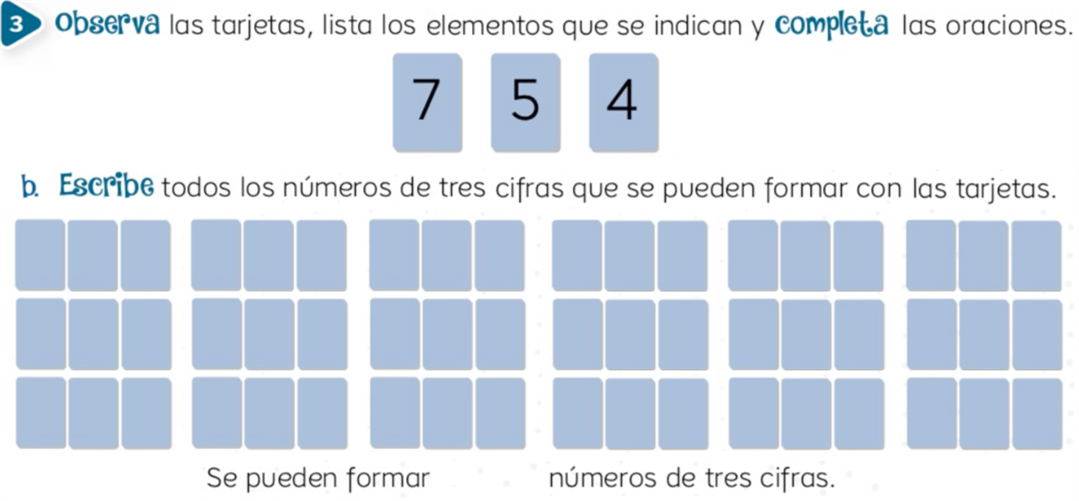 3 Observa las tarjetas, lista los elementos que se indican y completa las oraciones.
7 5 4
b. Escribe todos los números de tres cifras que se pueden formar con las tarjetas.
Se pueden formar números de tres cifras.